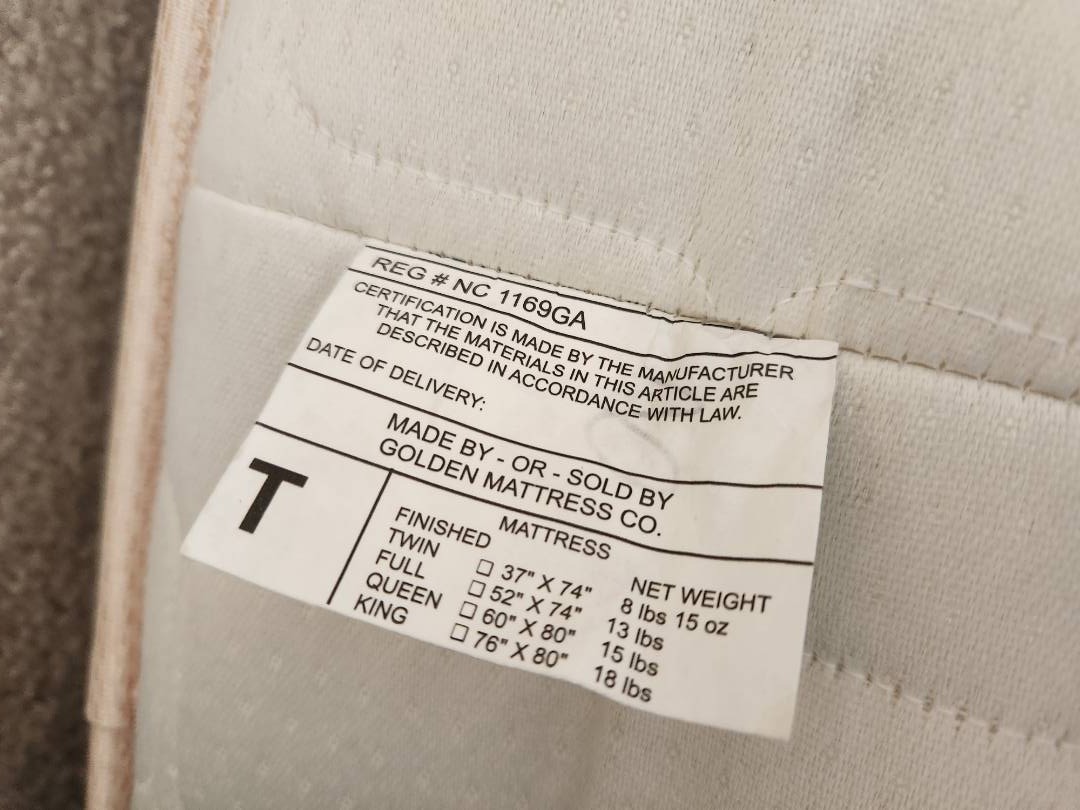 REG # NC 1169GA
CERTIFICATION IS MADE BY THE MANUFACTURER
THAT THE MATERIALS IN THIS ARTICLE ARE
DESCRIBED IN ACCORDANCE WITH LAW.
DATE OF DELIVERY:
MADE BY - OR - SOLD BY
GOLDEN MATTRESS CO.
T
MATTRESS
FINISHED NET WEIGHT
TWIN ☐ 37" X 74" 8 lbs 15 oz
FULL ☐ 52" X 74" 13 lbs
QUEEN ☐ 60" X 80" 15 lbs
KING ☐ 76" X 80" 18 lbs